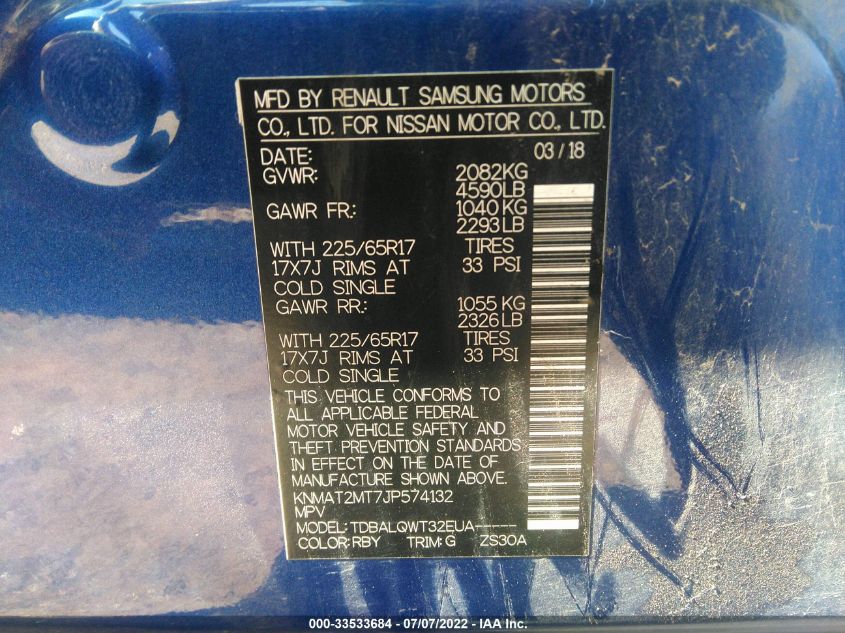 MFD BY RENAULT SAMSUNG MOTORS
CO., LTD. FOR NISSAN MOTOR CO., LTD.
DATE: 03/18
GVWR: 2082KG
4590LB
GAWR FR.: 1040KG
2293LB
WITH 225/65R17 TIRES
17X7J RIMS AT 33 PSI
COLD SINGLE
GAWR RR.: 1055KG
2326LB
WITH 225/65R17 TIRES
17X7J RIMS AT 33 PSI
COLD SINGLE
THIS VEHICLE CONFORMS TO
ALL APPLICABLE FEDERAL
MOTOR VEHICLE SAFETY AND
THEFT PREVENTION STANDARDS
IN EFFECT ON THE DATE OF
MANUFACTURE SHOWN ABOVE.
KNMAT2MT7JP574132
MPV
MODEL: TDBALQWT32EUA-----
COLOR: RBY TRIM: G ZS30A
000-33533684 - 07/07/2022 - IAA Inc.